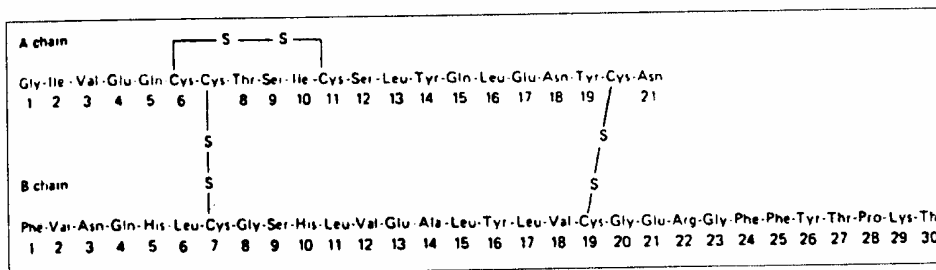 S S
A chain
Gly-Ile-Val-Glu-Gln-Cys-Cys-Thr-Ser-Ile-Cys-Ser-Leu-Tyr-Gln-Leu-Glu-Asn-Tyr-Cys-Asn
1 2 3 4 5 6 8 9 10 11 12 13 14 15 16 17 18 19 21
S S
S S
B chain
Phe-Val-Asn-Gln-His-Leu-Cys-Gly-Ser-His-Leu-Val-Glu-Ala-Leu-Tyr-Leu-Val-Cys-Gly-Glu-Arg-Gly-Phe-Phe-Tyr-Thr-Pro-Lys-Th
1 2 3 4 5 6 7 8 9 10 11 12 13 14 15 16 17 18 19 20 21 22 23 24 25 26 27 28 29 30